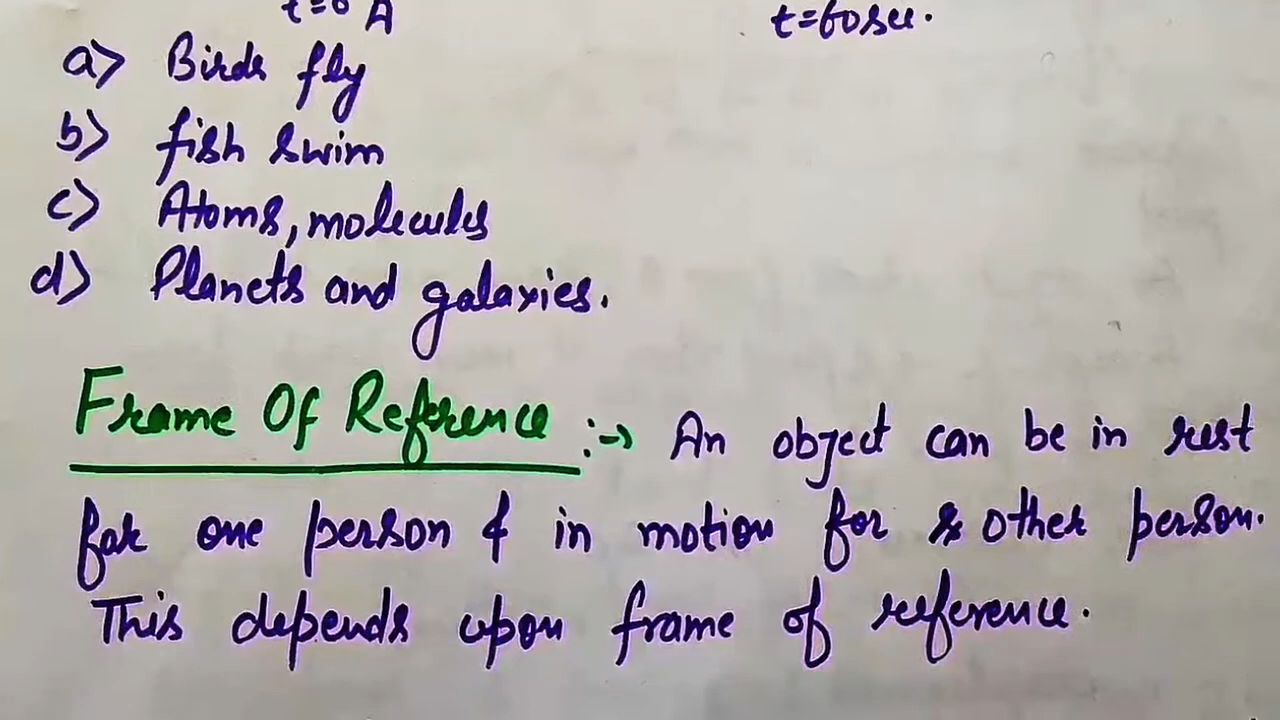 t=0 A t=60sec.
a> Birds fly
b> fish swim
c> Atoms, molecules
d> Planets and galaxies.
Frame Of Reference :-> An object can be in rest
for one person & in motion for other person.
This depends upon frame of reference.